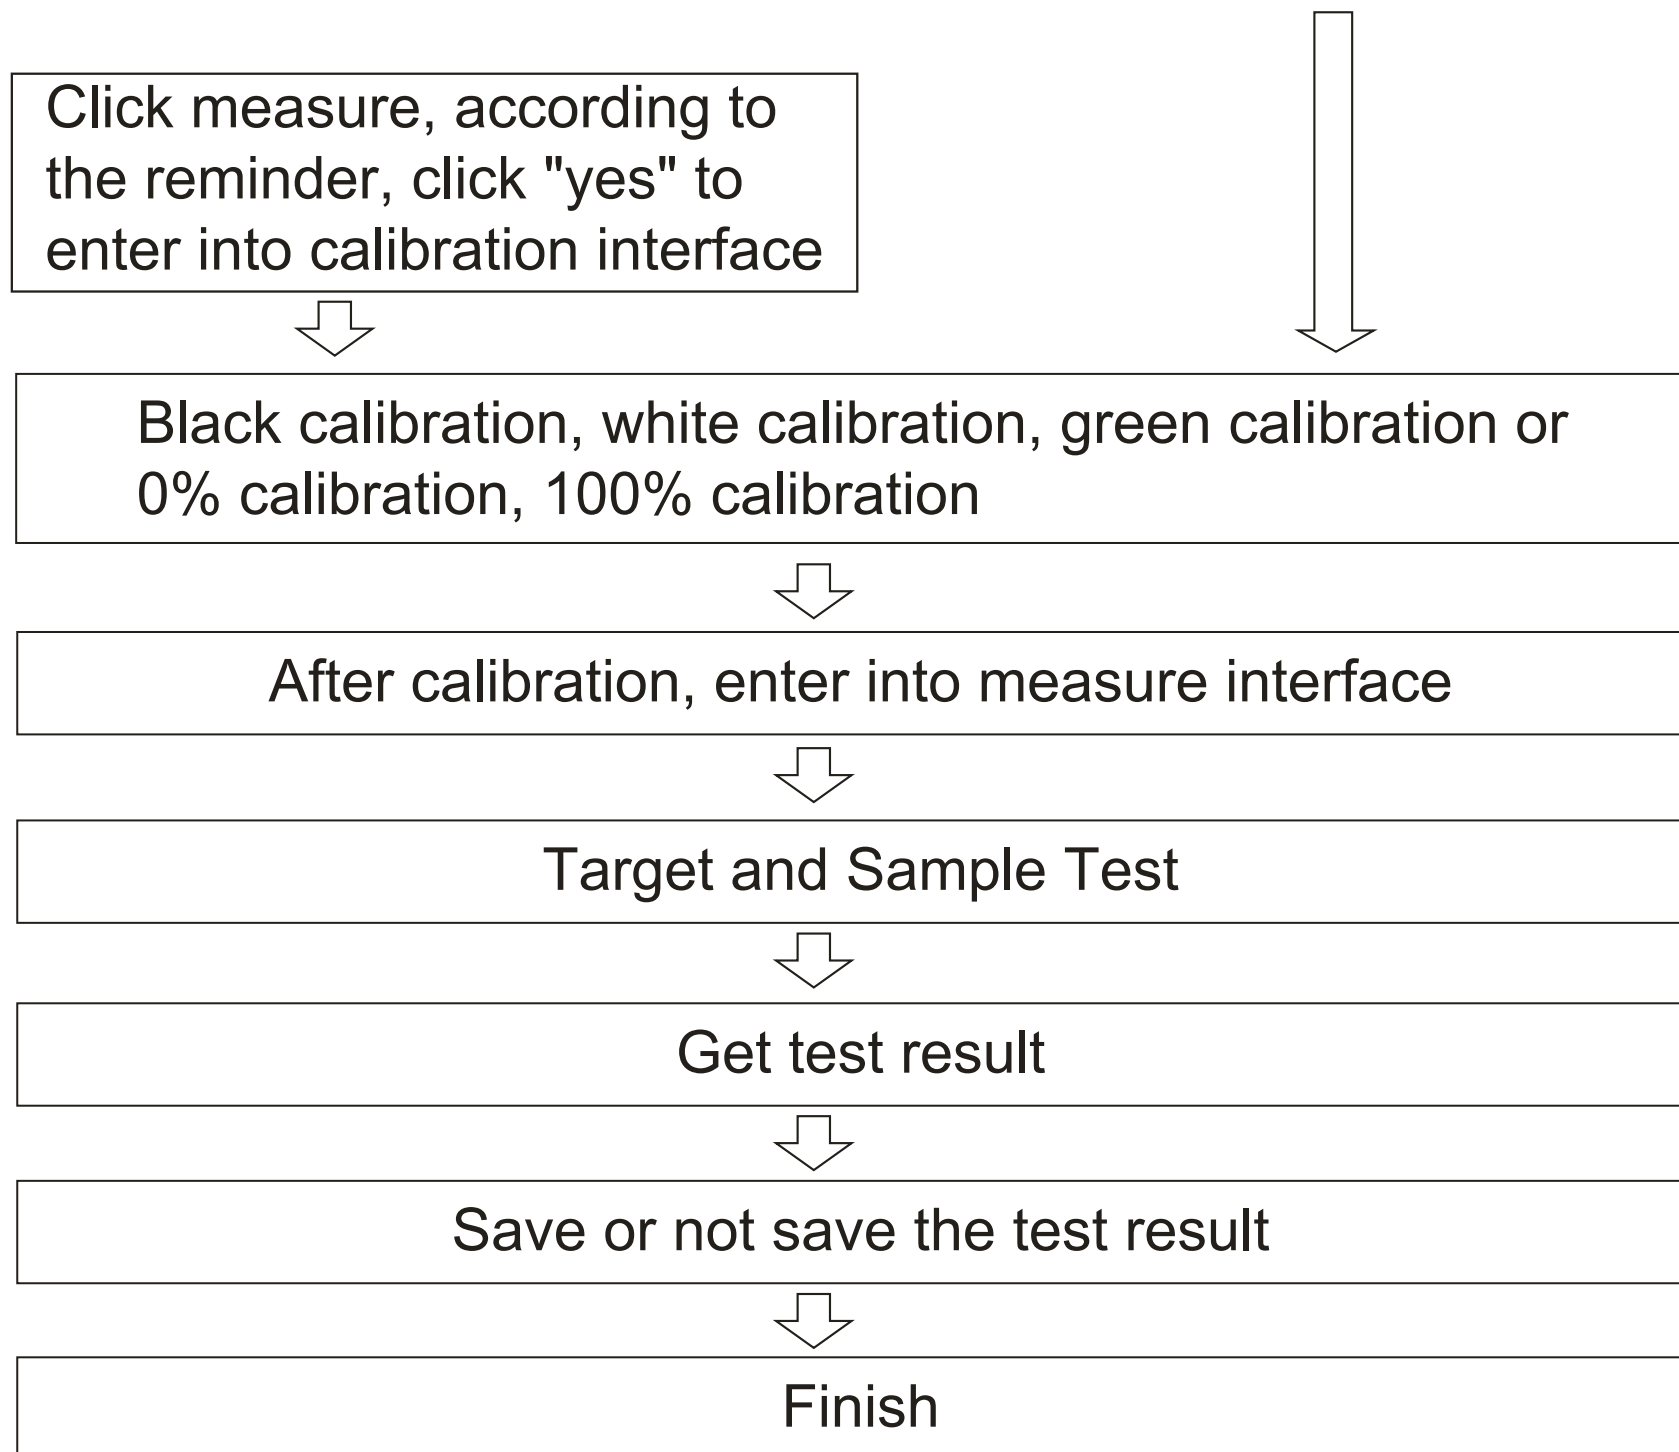 Click measure, according to
the reminder, click "yes" to
enter into calibration interface
Black calibration, white calibration, green calibration or
0% calibration, 100% calibration
After calibration, enter into measure interface
Target and Sample Test
Get test result
Save or not save the test result
Finish